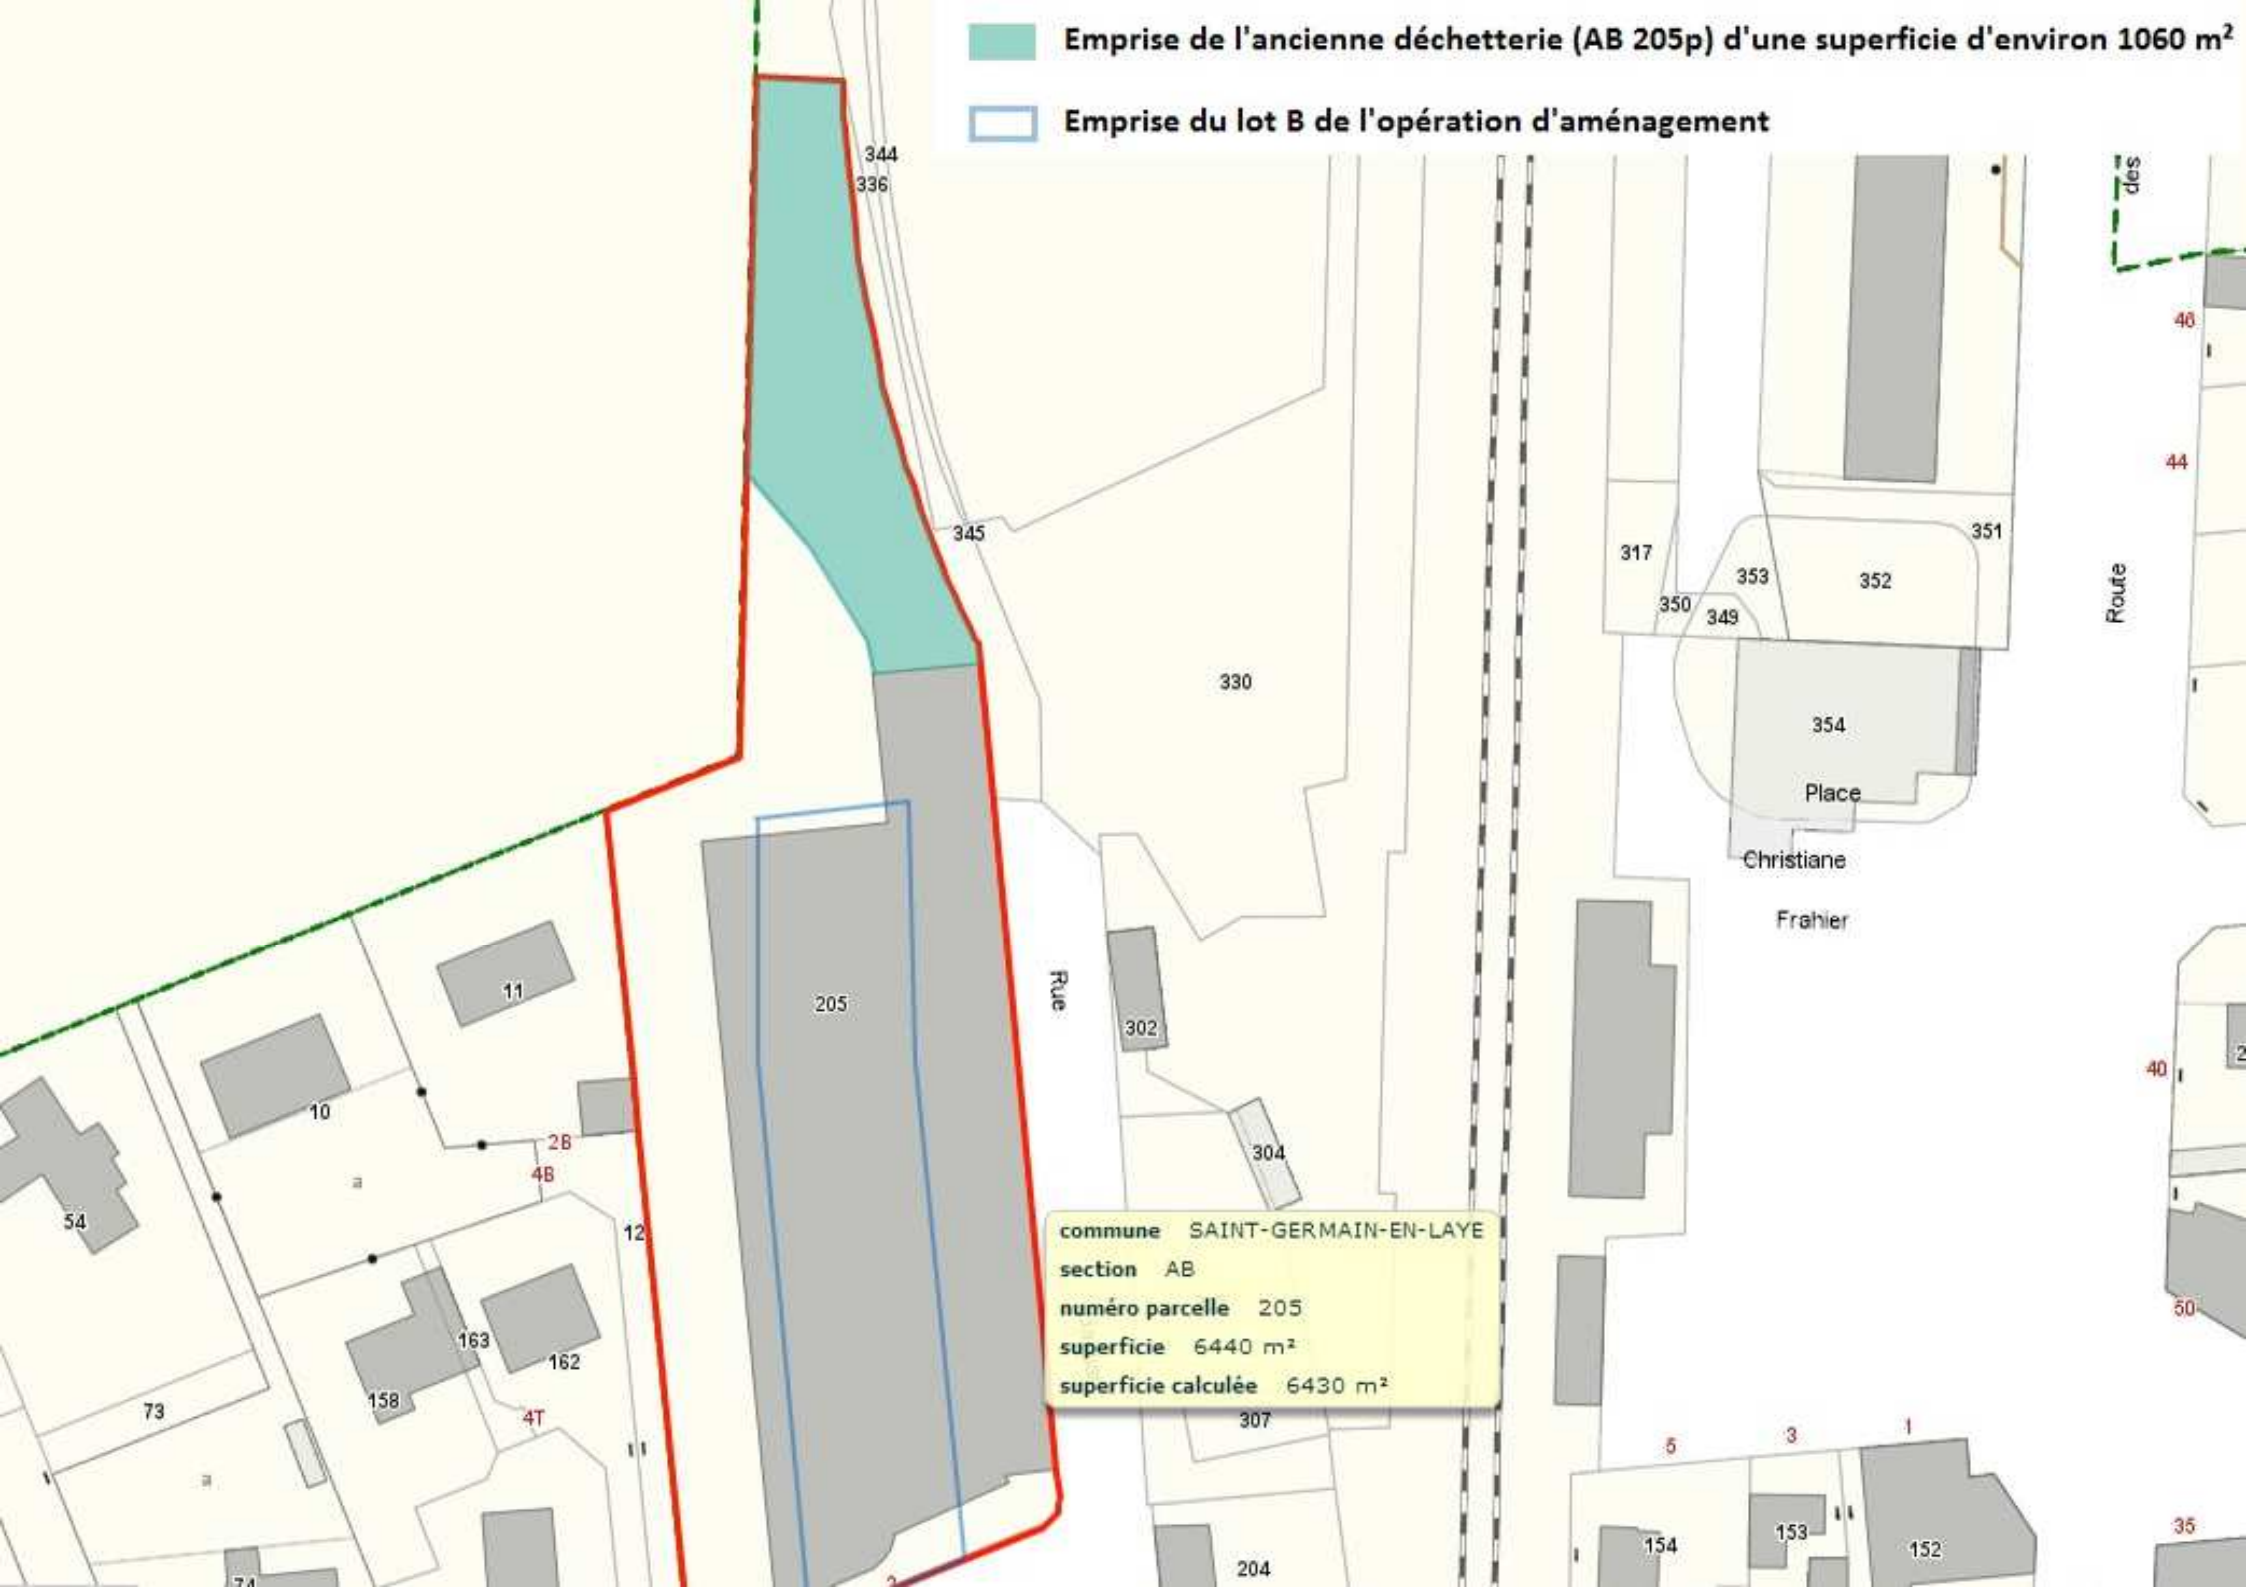 Emprise de l'ancienne déchetterie (AB 205p) d'une superficie d'environ 1060 m²
Emprise du lot B de l'opération d'aménagement
344
336
des
46
44
345
317
353
352
351
350
349
Route
330
354
Place
Christiane
Frahier
11
205
Rue
302
10
2B
4B
a
304
40
2
54
12
commune SAINT-GERMAIN-EN-LAYE
section AB
numéro parcelle 205
superficie 6440 m²
superficie calculée 6430 m²
50
163
162
158
4T
73
307
5
3
1
a
154
153
152
35
204
74